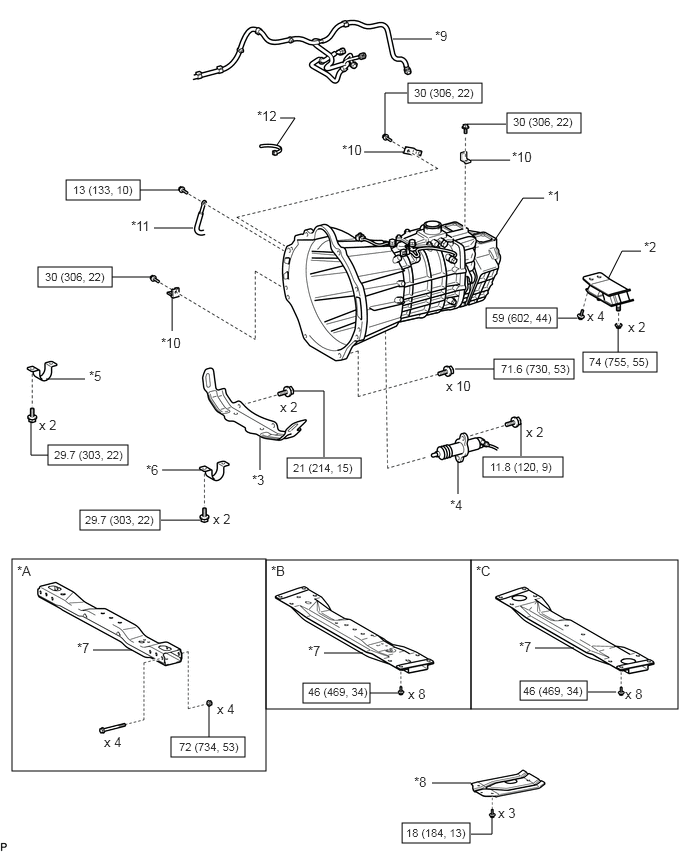 *9
30 (306, 22)
*12
30 (306, 22)
*10
*10
13 (133, 10)
*1
*11
*2
30 (306, 22)
59 (602, 44)
x 4
x 2
*10
74 (755, 55)
71.6 (730, 53)
*5
x 10
x 2
x 2
x 2
29.7 (303, 22)
21 (214, 15)
11.8 (120, 9)
*6
*3
*4
29.7 (303, 22)
x 2
*A
*B
*C
*7
*7
*7
46 (469, 34)
x 8
46 (469, 34)
x 8
x 4
x 4
72 (734, 53)
*8
x 3
18 (184, 13)
P